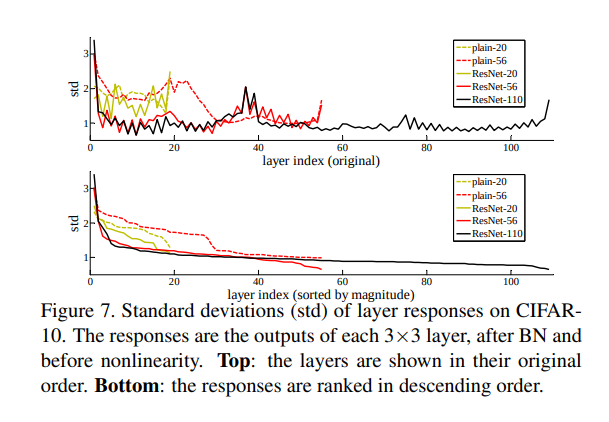 3
2
1
std
plain-20
plain-56
ResNet-20
ResNet-56
ResNet-110
0 20 40 60 80 100
layer index (original)
3
2
1
std
plain-20
plain-56
ResNet-20
ResNet-56
ResNet-110
0 20 40 60 80 100
layer index (sorted by magnitude)
Figure 7. Standard deviations (std) of layer responses on CIFAR-
10. The responses are the outputs of each 3×3 layer, after BN and
before nonlinearity. Top: the layers are shown in their original
order. Bottom: the responses are ranked in descending order.